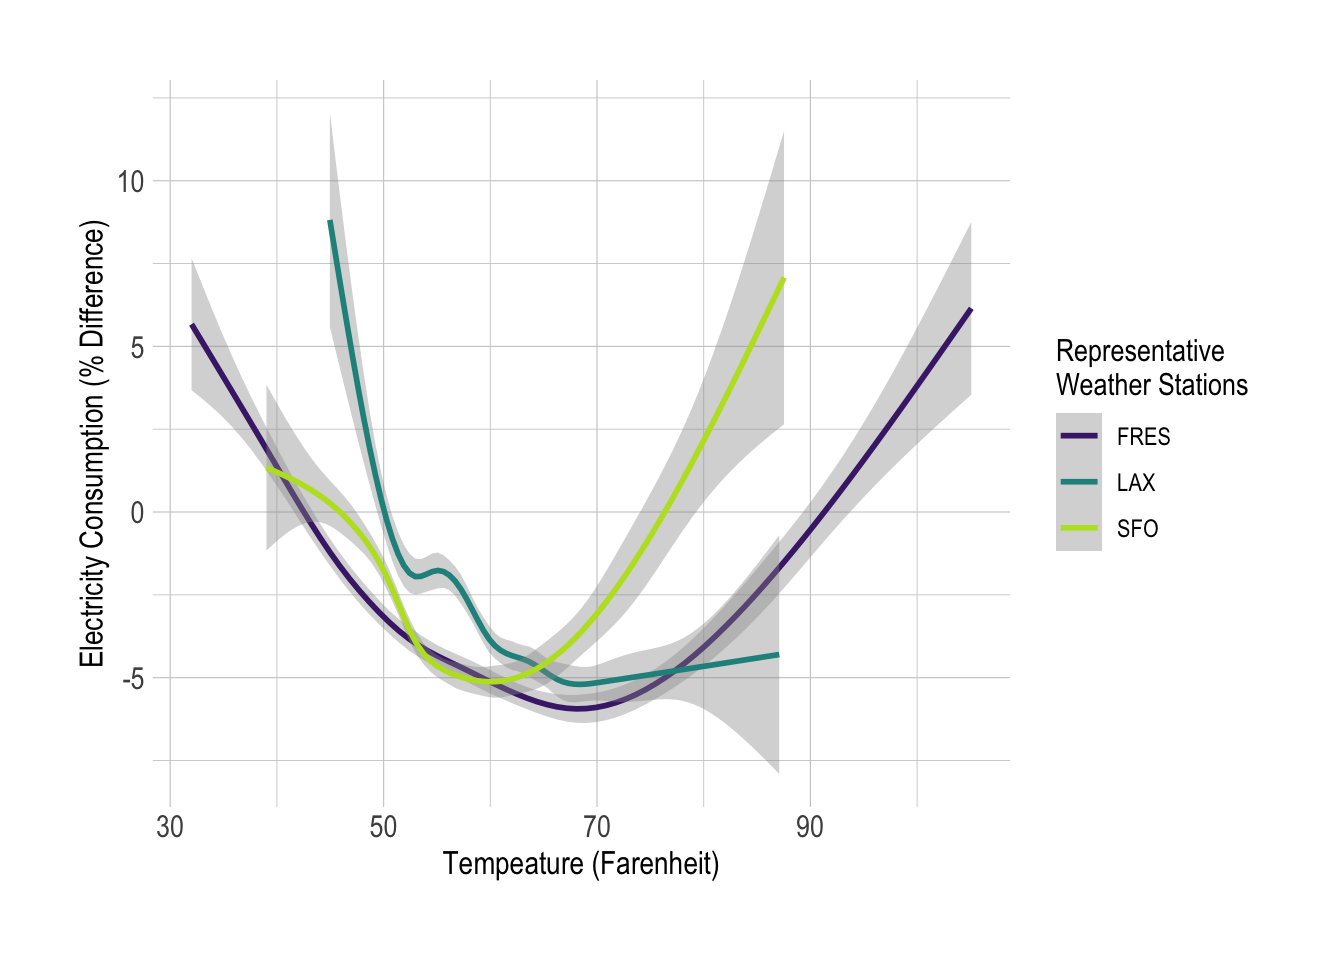 10
5
0
-5
Electricity Consumption (% Difference)
30 50 70 90
Tempeature (Farenheit)
Representative
Weather Stations
FRES
LAX
SFO